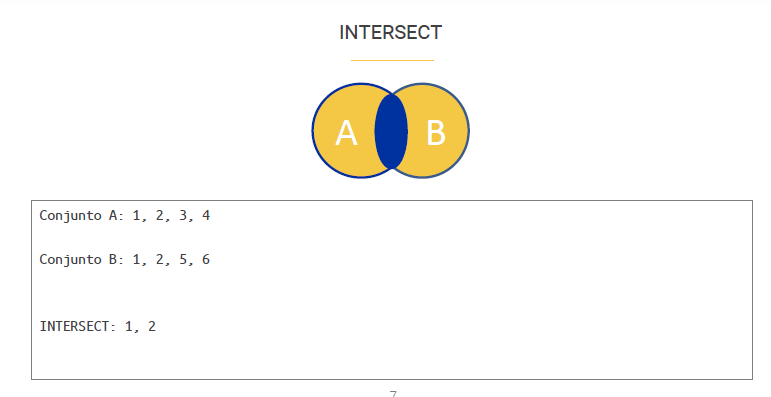 INTERSECT
A B
Conjunto A: 1, 2, 3, 4
Conjunto B: 1, 2, 5, 6
INTERSECT: 1, 2
7